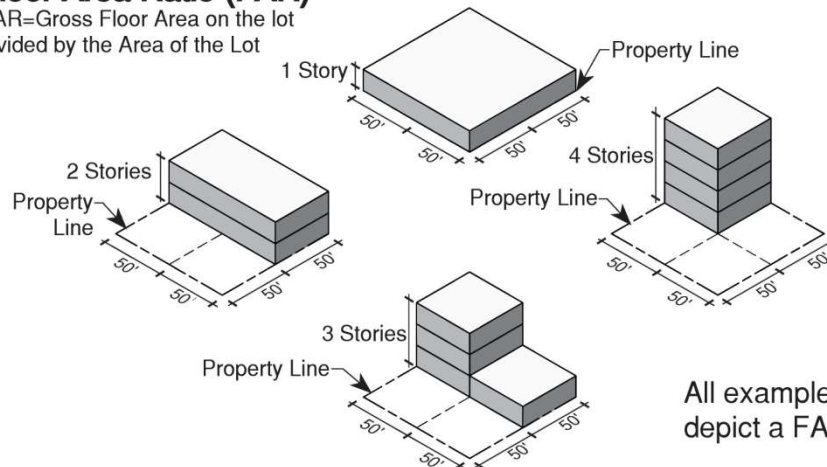 AR=Gross Floor Area on the lot
vided by the Area of the Lot
1 Story
Property Line
50'
50'
50'
50'
2 Stories
Property
Line
50'
50'
50'
50'
4 Stories
Property Line
50'
50'
50'
50'
3 Stories
Property Line
50'
50'
50'
50'
All example
depict a FA